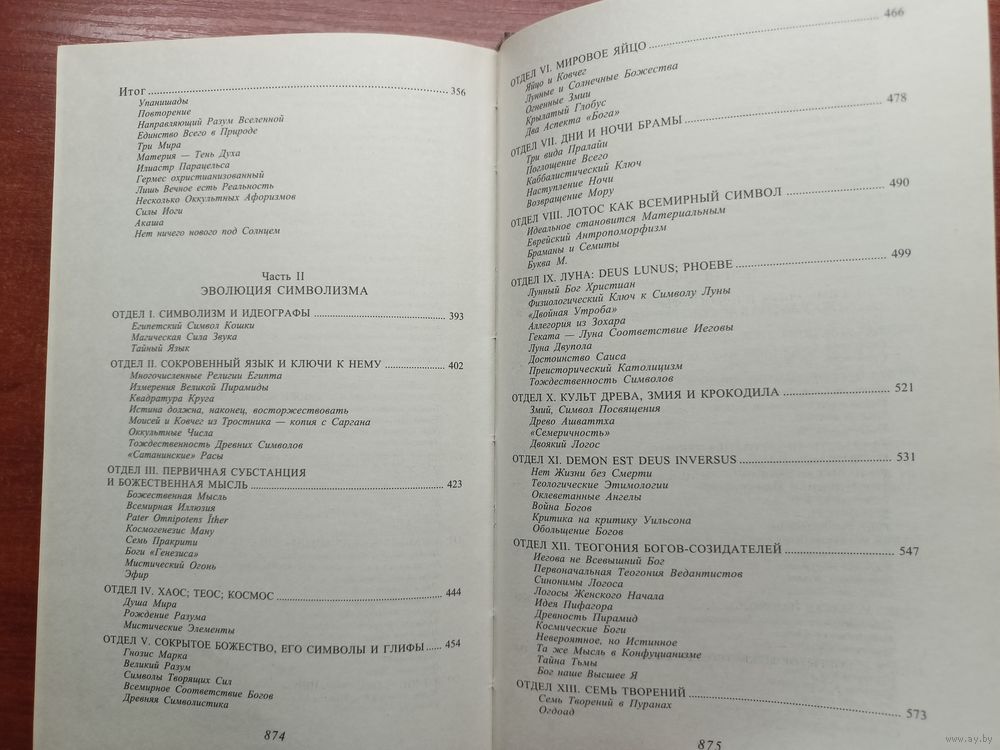 Итог 356
Упанишады
Повторение
Направляющий Разум Вселенной
Единство Всего в Природе
Три Мира
Материя — Тень Духа
Илиастр Парацельса
Гермес охристианизованный
Лишь Вечное есть Реальность
Несколько Оккультных Афоризмов
Силы Йоги
Акаша
Нет ничего нового под Солнцем
Часть II
ЭВОЛЮЦИЯ СИМВОЛИЗМА
ОТДЕЛ I. СИМВОЛИЗМ И ИДЕОГРАФЫ 393
Египетский Символ Кошки
Магическая Сила Звука
Тайный Язык
ОТДЕЛ II. СОКРОВЕННЫЙ ЯЗЫК И КЛЮЧИ К НЕМУ 402
Многочисленные Религии Египта
Измерения Великой Пирамиды
Квадратура Круга
Истина должна, наконец, восторжествовать
Моисей и Ковчег из Тростника — копия с Саргана
Оккультные Числа
Тождественность Древних Символов
«Сатанинские» Расы
ОТДЕЛ III. ПЕРВИЧНАЯ СУБСТАНЦИЯ
И БОЖЕСТВЕННАЯ МЫСЛЬ 423
Божественная Мысль
Всемирная Иллюзия
Pater Omnipotens Îther
Космогенезис Ману
Семь Пракрити
Боги «Генезиса»
Мистический Огонь
Эфир
ОТДЕЛ IV. ХАОС; ТЕОС; КОСМОС 444
Душа Мира
Рождение Разума
Мистические Элементы
ОТДЕЛ V. СОКРЫТОЕ БОЖЕСТВО, ЕГО СИМВОЛЫ И ГЛИФЫ 454
Гнозис Марка
Великий Разум
Символы Творящих Сил
Всемирное Соответствие Богов
Древняя Символистика
874
ОТДЕЛ VI. МИРОВОЕ ЯЙЦО 466
Яйцо и Ковчег
Лунные и Солнечные Божества
Огненные Змии
Крылатый Глобус
Два Аспекта «Бога»
ОТДЕЛ VII. ДНИ И НОЧИ БРАМЫ 478
Три вида Пралайи
Поглощение Всего
Каббалистический Ключ
Наступление Ночи
Возвращение Мору
ОТДЕЛ VIII. ЛОТОС КАК ВСЕМИРНЫЙ СИМВОЛ 490
Идеальное становится Материальным
Еврейский Антропоморфизм
Браманы и Семиты
Буква М.
ОТДЕЛ IX. ЛУНА: DEUS LUNUS; PHOEBE 499
Лунный Бог Христиан
Физиологический Ключ к Символу Луны
«Двойная Утроба»
Аллегория из Зохара
Геката — Луна Соответствие Иеговы
Луна Двупола
Достоинство Саиса
Преисторический Католицизм
Тождественность Символов
ОТДЕЛ X. КУЛЬТ ДРЕВА, ЗМИЯ И КРОКОДИЛА 521
Змий, Символ Посвящения
Древо Ашваттха
«Семеричность»
Двоякий Логос
ОТДЕЛ XI. DEMON EST DEUS INVERSUS 531
Нет Жизни без Смерти
Теологические Этимологии
Оклеветанные Ангелы
Война Богов
Критика на критику Уильсона
Обольщение Богов
ОТДЕЛ XII. ТЕОГОНИЯ БОГОВ-СОЗИДАТЕЛЕЙ 547
Иегова не Всевышний Бог
Первоначальная Теогония Ведантистов
Синонимы Логоса
Логосы Женского Начала
Идея Пифагора
Древность Пирамид
Космические Боги
Невероятное, но Истинное
Та же Мысль в Конфуцианизме
Тайна Тьмы
Бог наше Высшее Я
ОТДЕЛ XIII. СЕМЬ ТВОРЕНИЙ 573
Семь Творений в Пуранах
Огдоад
875
www.ay.by